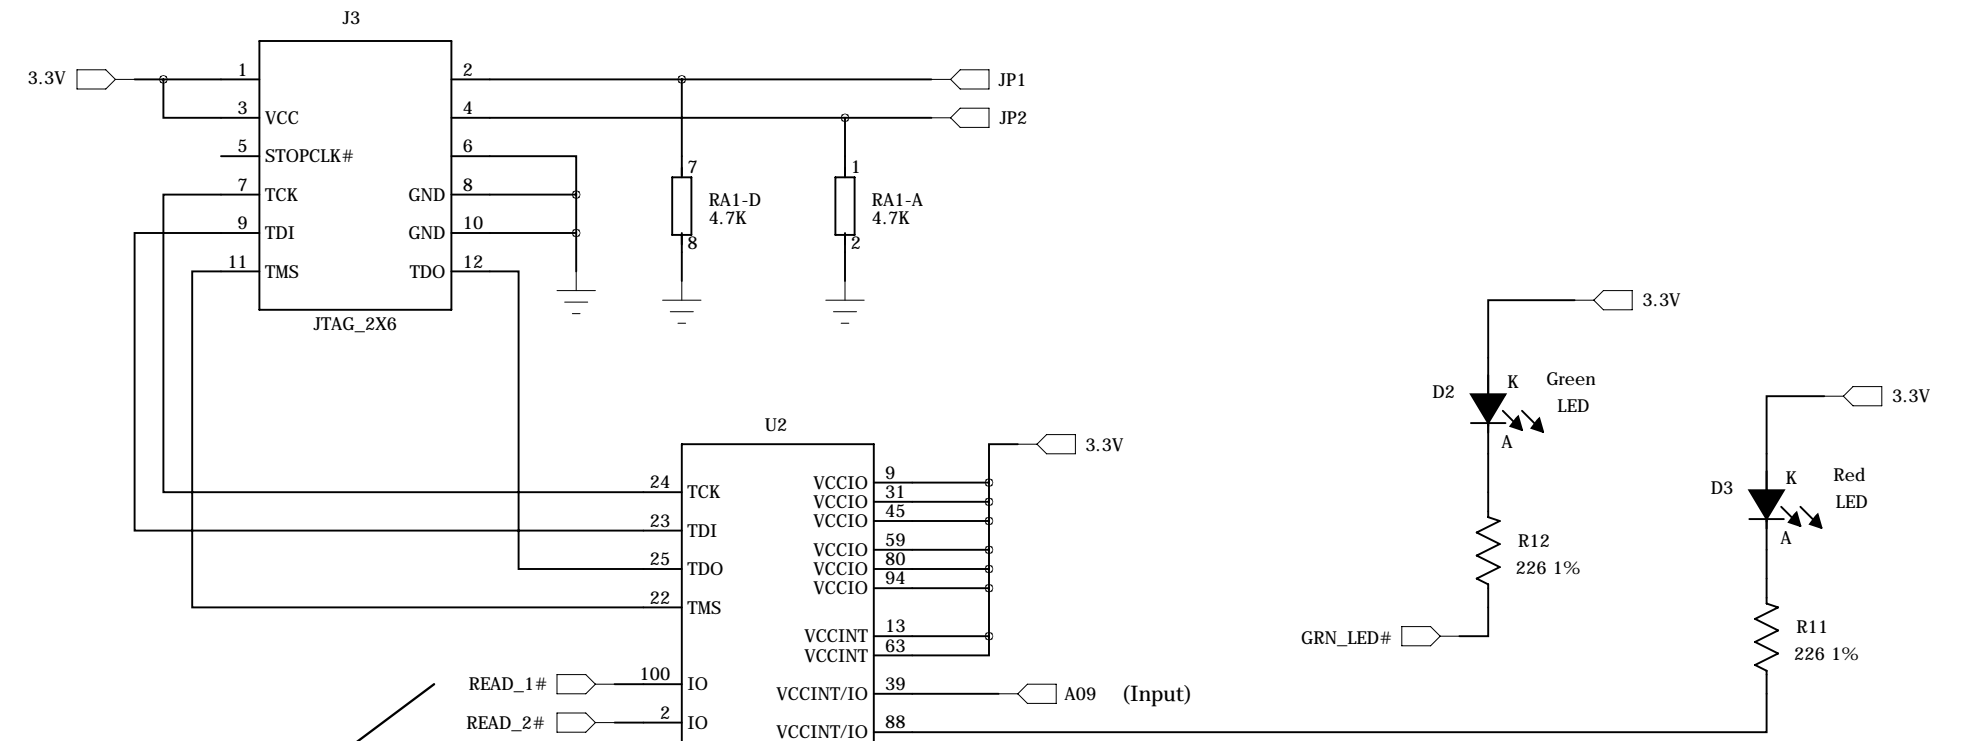 J3
3.3V
1
2
JP1
3
VCC
4
JP2
5
STOPCLK#
6
7
TCK
GND
8
9
TDI
GND
10
11
TMS
TDO
12
JTAG_2X6
7
RA1-D
4.7K
8
1
RA1-A
4.7K
2
3.3V
D2
K
Green
LED
A
R12
226 1%
GRN_LED#
3.3V
D3
K
Red
LED
A
R11
226 1%
U2
3.3V
24
TCK
23
TDI
25
TDO
22
TMS
READ_1#
100
IO
READ_2#
2
IO
VCCIO
9
VCCIO
31
VCCIO
45
VCCIO
59
VCCIO
80
VCCIO
94
VCCINT
13
VCCINT
63
VCCINT/IO
39
A09
(Input)
VCCINT/IO
88